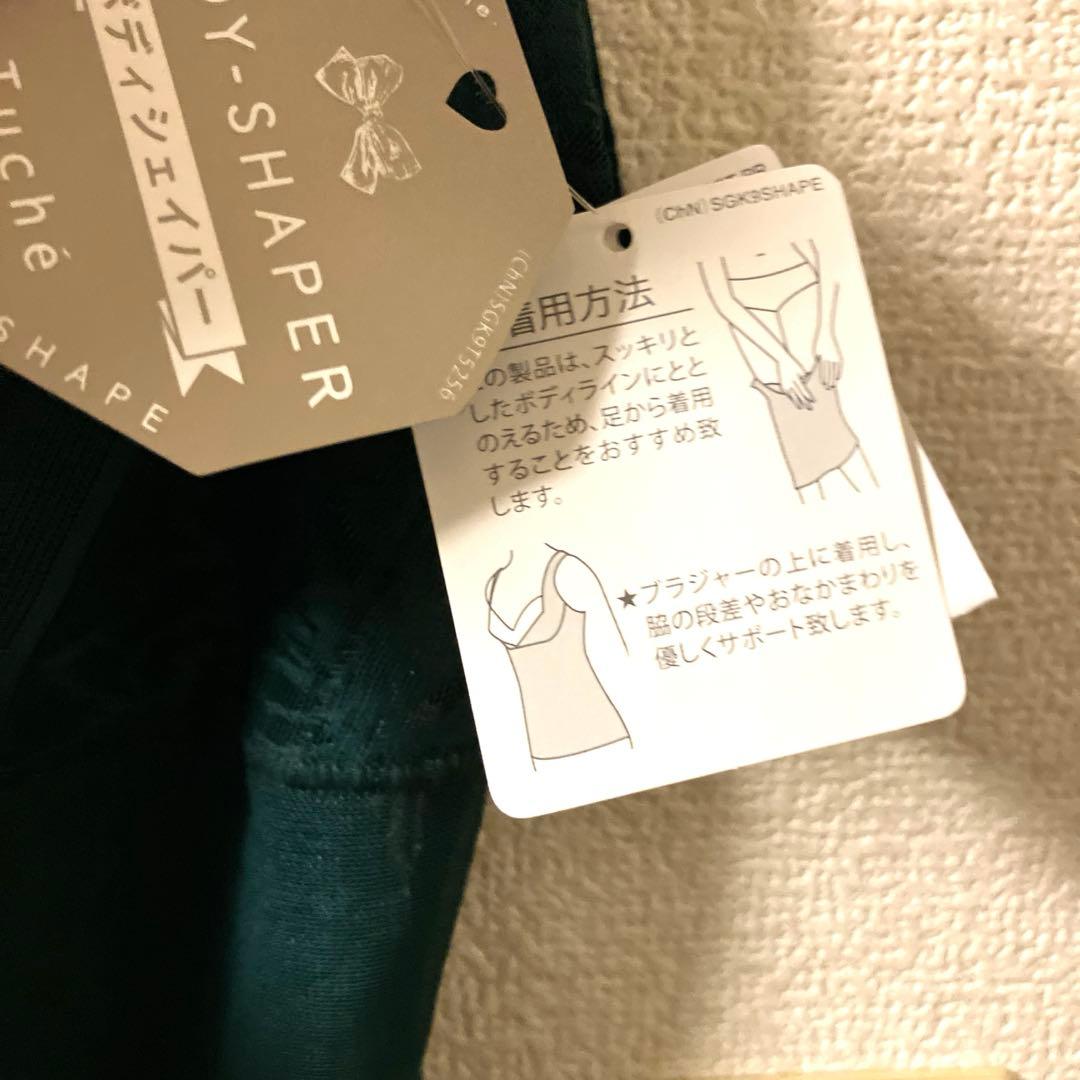 ボディシェイパー
Y-SHAPER
Tuché
SHAPE
(ChN)SGK9T5256
(ChN)SGK9SHAPE
着用方法
の製品は、スッキリと
したボディラインにとと
のえるため、足から着用
することをおすすめ致
します。
★ブラジャーの上に着用し、
脇の段差やおなかまわりを
優しくサポート致します。